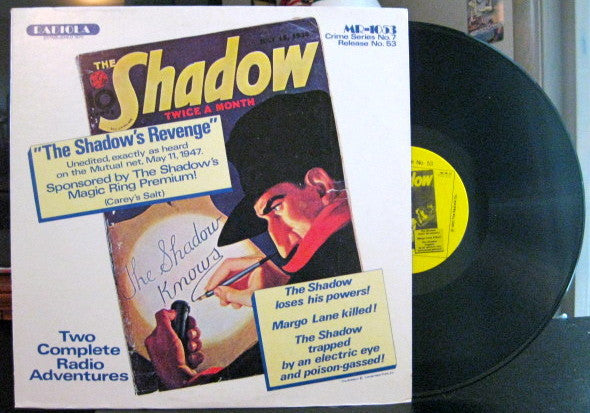 RADIOLA
MR-1053
Crime Series No. 7
Release No. 53
THE
Shadow
TWICE A MONTH
"The Shadow's Revenge"
Unedited, exactly as heard
on the Mutual net, May 11, 1947.
Sponsored by The Shadow's
Magic Ring Premium!
(Carey's Salt)
The Shadow
Knows
The Shadow
loses his powers!
Margo Lane killed!
The Shadow
trapped
by an electric eye
and poison-gassed!
Two
Complete
Radio
Adventures
No. 53
Shadow